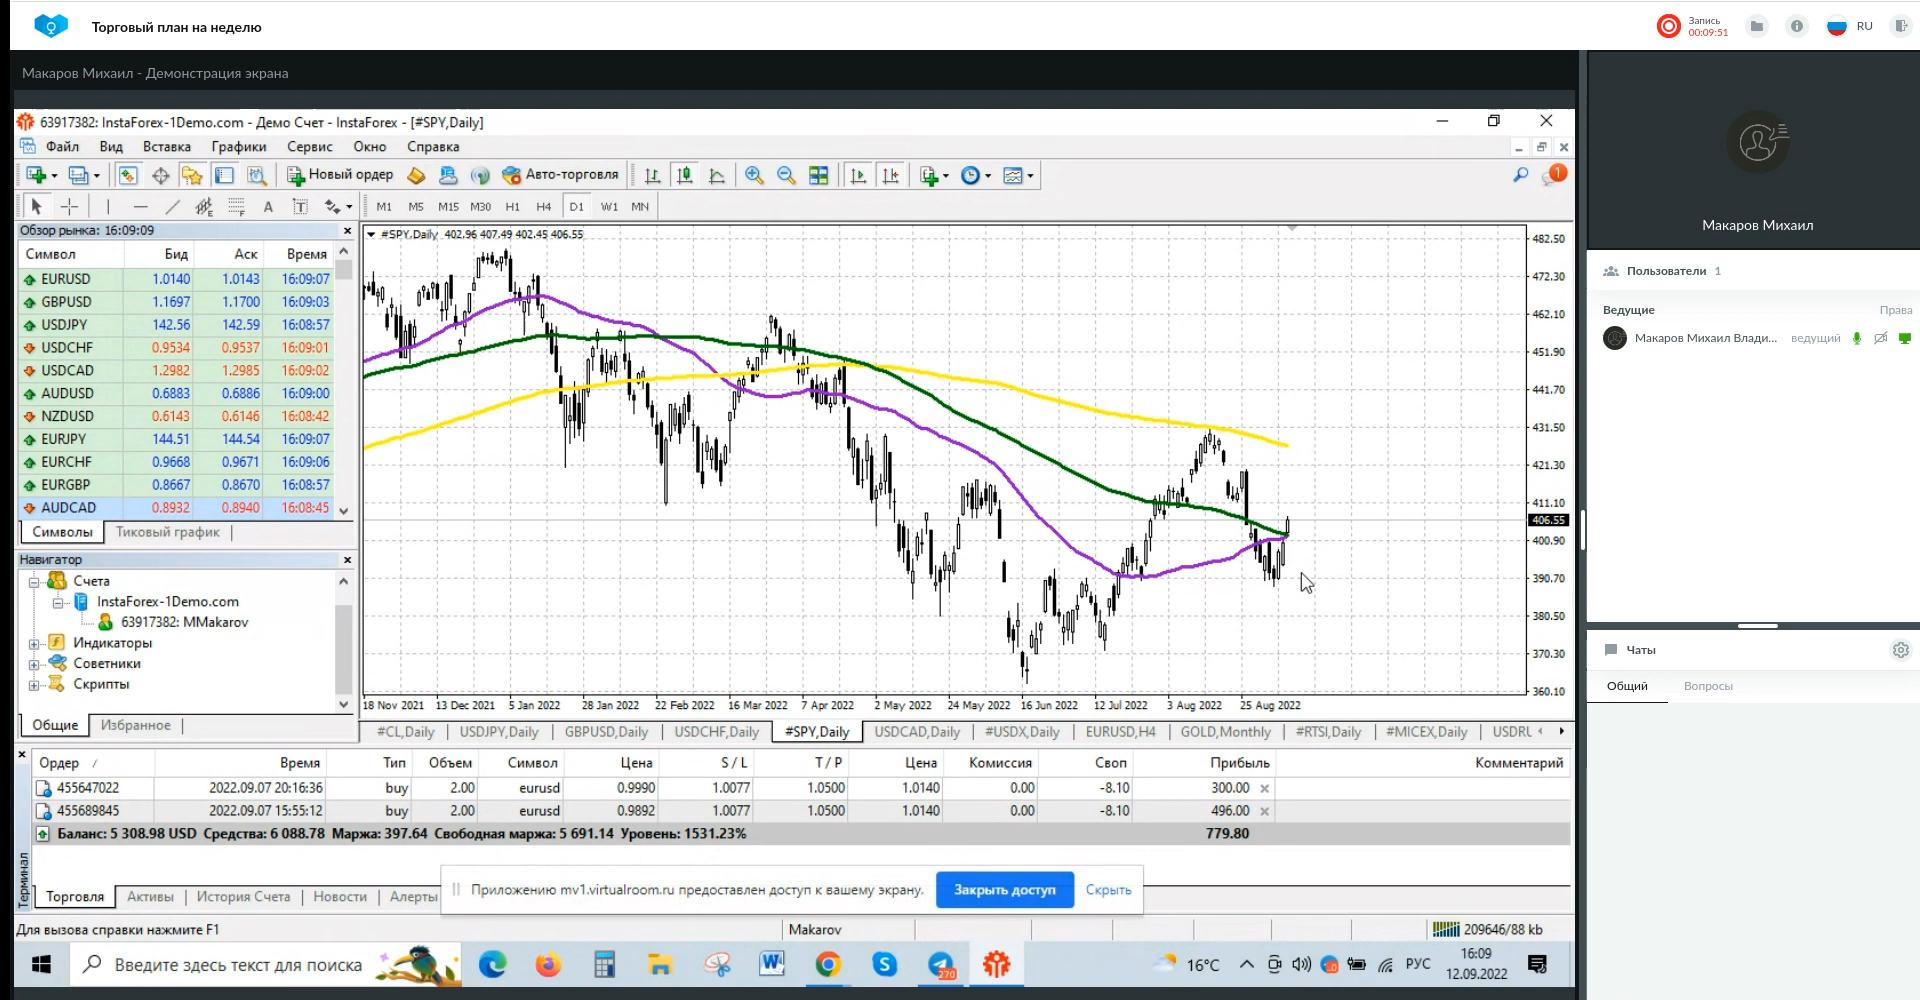 Торговый план на неделю
Запись
00:09:51
RU
Макаров Михаил - Демонстрация экрана
63917382: InstaForex-1Demo.com - Демо Счет - InstaForex - [#SPY,Daily]
Файл Вид Вставка Графики Сервис Окно Справка
Новый ордер Авто-торговля
1
A T
M1 M5 M15 M30 H1 H4 D1 W1 MN
Обзор рынка: 16:09:09
Символ Бид Аск Время
EURUSD 1.0140 1.0143 16:09:07
GBPUSD 1.1697 1.1700 16:09:03
USDJPY 142.56 142.59 16:08:57
USDCHF 0.9534 0.9537 16:09:01
USDCAD 1.2982 1.2985 16:09:02
AUDUSD 0.6883 0.6886 16:09:00
NZDUSD 0.6143 0.6146 16:08:42
EURJPY 144.51 144.54 16:09:07
EURCHF 0.9668 0.9671 16:09:06
EURGBP 0.8667 0.8670 16:08:57
AUDCAD 0.8932 0.8940 16:08:45
Символы Тиковый график
Навигатор
Счета
InstaForex-1Demo.com
63917382: MMakarov
Индикаторы
Советники
Скрипты
Общие Избранное
#SPY,Daily 402.96 407.49 402.45 406.55
482.50
472.30
462.10
451.90
441.70
431.50
421.30
411.10
406.55
400.90
390.70
380.50
370.30
360.10
18 Nov 2021 13 Dec 2021 5 Jan 2022 28 Jan 2022 22 Feb 2022 16 Mar 2022 7 Apr 2022 2 May 2022 24 May 2022 16 Jun 2022 12 Jul 2022 3 Aug 2022 25 Aug 2022
#CL,Daily USDJPY,Daily GBPUSD,Daily USDCHF,Daily #SPY,Daily USDCAD,Daily #USDX,Daily EURUSD,H4 GOLD,Monthly #RTSI,Daily #MICEX,Daily USDRU
Ордер / Время Тип Объем Символ Цена S / L T / P Цена Комиссия Своп Прибыль Комментарий
455647022 2022.09.07 20:16:36 buy 2.00 eurusd 0.9990 1.0077 1.0500 1.0140 0.00 -8.10 300.00
455689845 2022.09.07 15:55:12 buy 2.00 eurusd 0.9892 1.0077 1.0500 1.0140 0.00 -8.10 496.00
Баланс: 5 308.98 USD Средства: 6 088.78 Маржа: 397.64 Свободная маржа: 5 691.14 Уровень: 1531.23% 779.80
Терминал
Торговля Активы История Счета Новости Алерты
Приложению mv1.virtualroom.ru предоставлен доступ к вашему экрану. Закрыть доступ Скрыть
Для вызова справки нажмите F1 Makarov 209646/88 kb
Введите здесь текст для поиска
270
16°C
РУС
16:09
12.09.2022
Макаров Михаил
Пользователи 1
Ведущие Права
Макаров Михаил Влади... ведущий
Чаты
Общий Вопросы